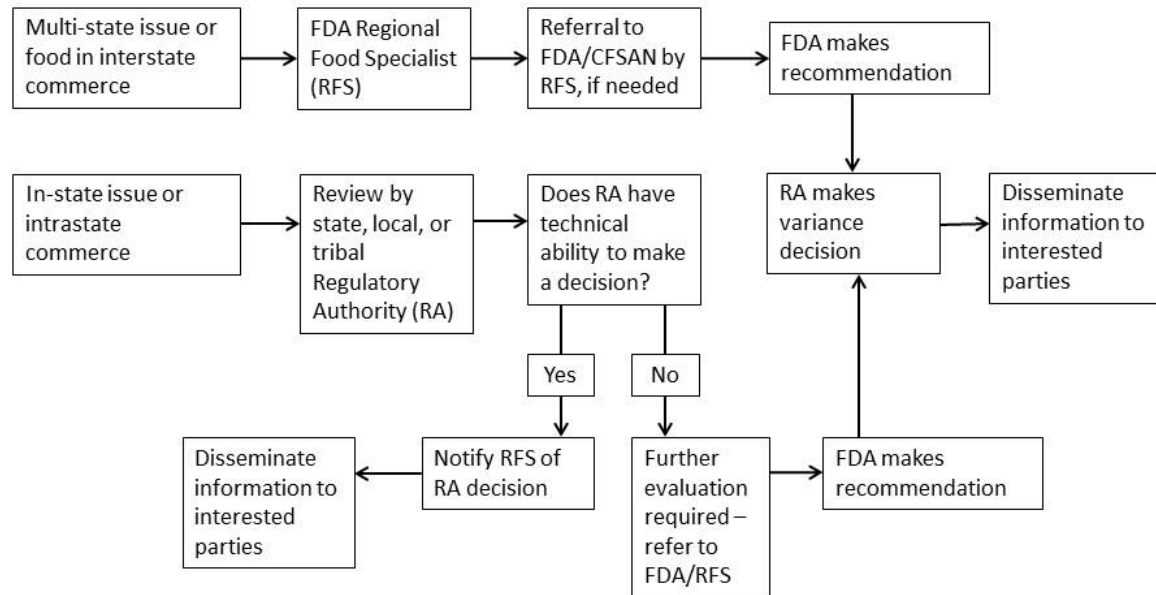 Multi-state issue or
food in interstate
commerce
FDA Regional
Food Specialist
(RFS)
Referral to
FDA/CFSAN by
RFS, if needed
FDA makes
recommendation
In-state issue or
intrastate
commerce
Review by
state, local, or
tribal
Regulatory
Authority (RA)
Does RA have
technical
ability to make
a decision?
RA makes
variance
decision
Disseminate
information to
interested
parties
Yes
No
Disseminate
information to
interested
parties
Notify RFS of
RA decision
Further
evaluation
required –
refer to
FDA/RFS
FDA makes
recommendation